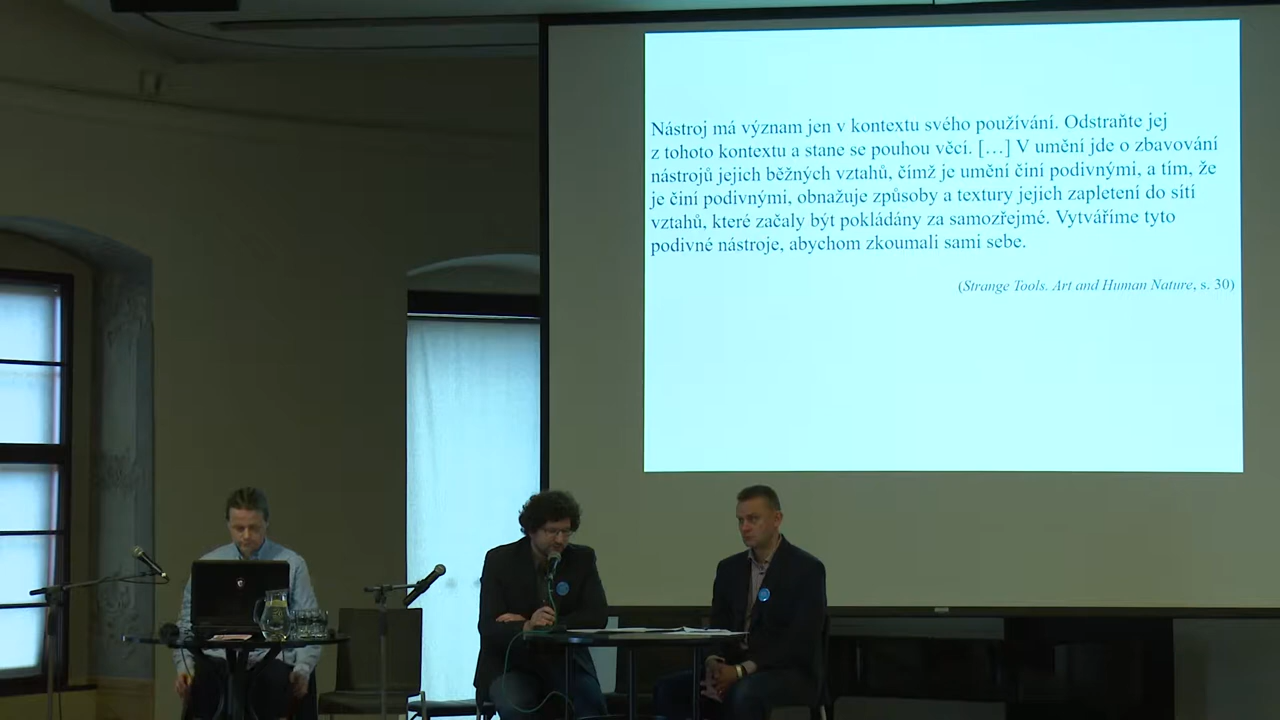 Nástroj má význam jen v kontextu svého používání. Odstraňte jej
z tohoto kontextu a stane se pouhou věcí. […] V umění jde o zbavování
nástrojů jejich běžných vztahů, čímž je umění činí podivnými, a tím, že
je činí podivnými, obnažuje způsoby a textury jejich zapletení do sítí
vztahů, které začaly být pokládány za samozřejmé. Vytváříme tyto
podivné nástroje, abychom zkoumali sami sebe.
(Strange Tools. Art and Human Nature, s. 30)